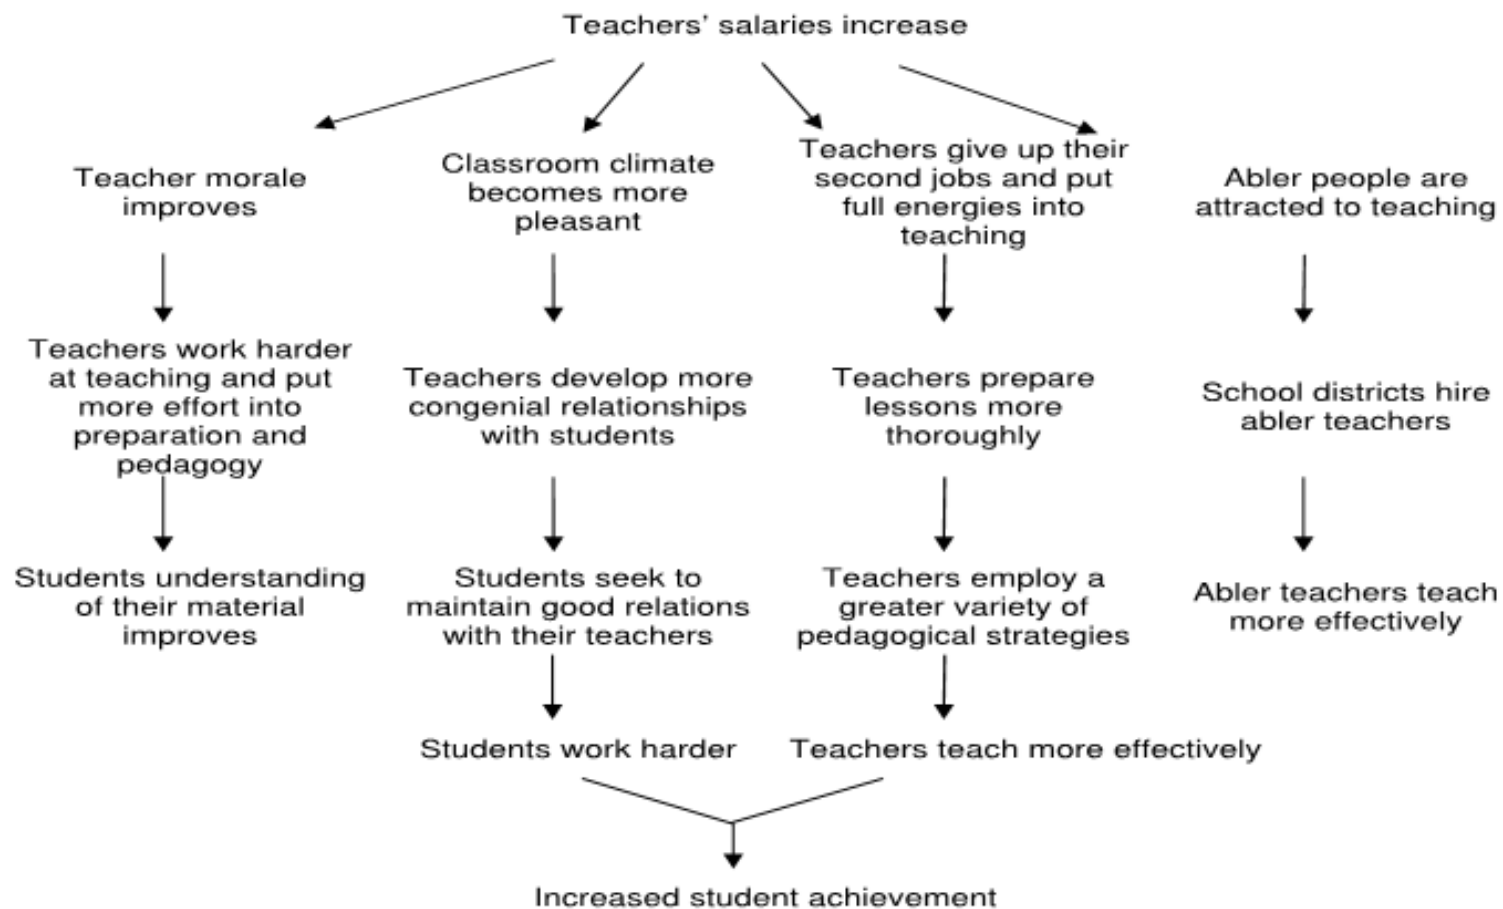 Teachers’ salaries increase
Teacher morale
improves
Classroom climate
becomes more
pleasant
Teachers give up their
second jobs and put
full energies into
teaching
Abler people are
attracted to teaching
Teachers work harder
at teaching and put
more effort into
preparation and
pedagogy
Teachers develop more
congenial relationships
with students
Teachers prepare
lessons more
thoroughly
School districts hire
abler teachers
Students understanding
of their material
improves
Students seek to
maintain good relations
with their teachers
Teachers employ a
greater variety of
pedagogical strategies
Abler teachers teach
more effectively
Students work harder
Teachers teach more effectively
Increased student achievement